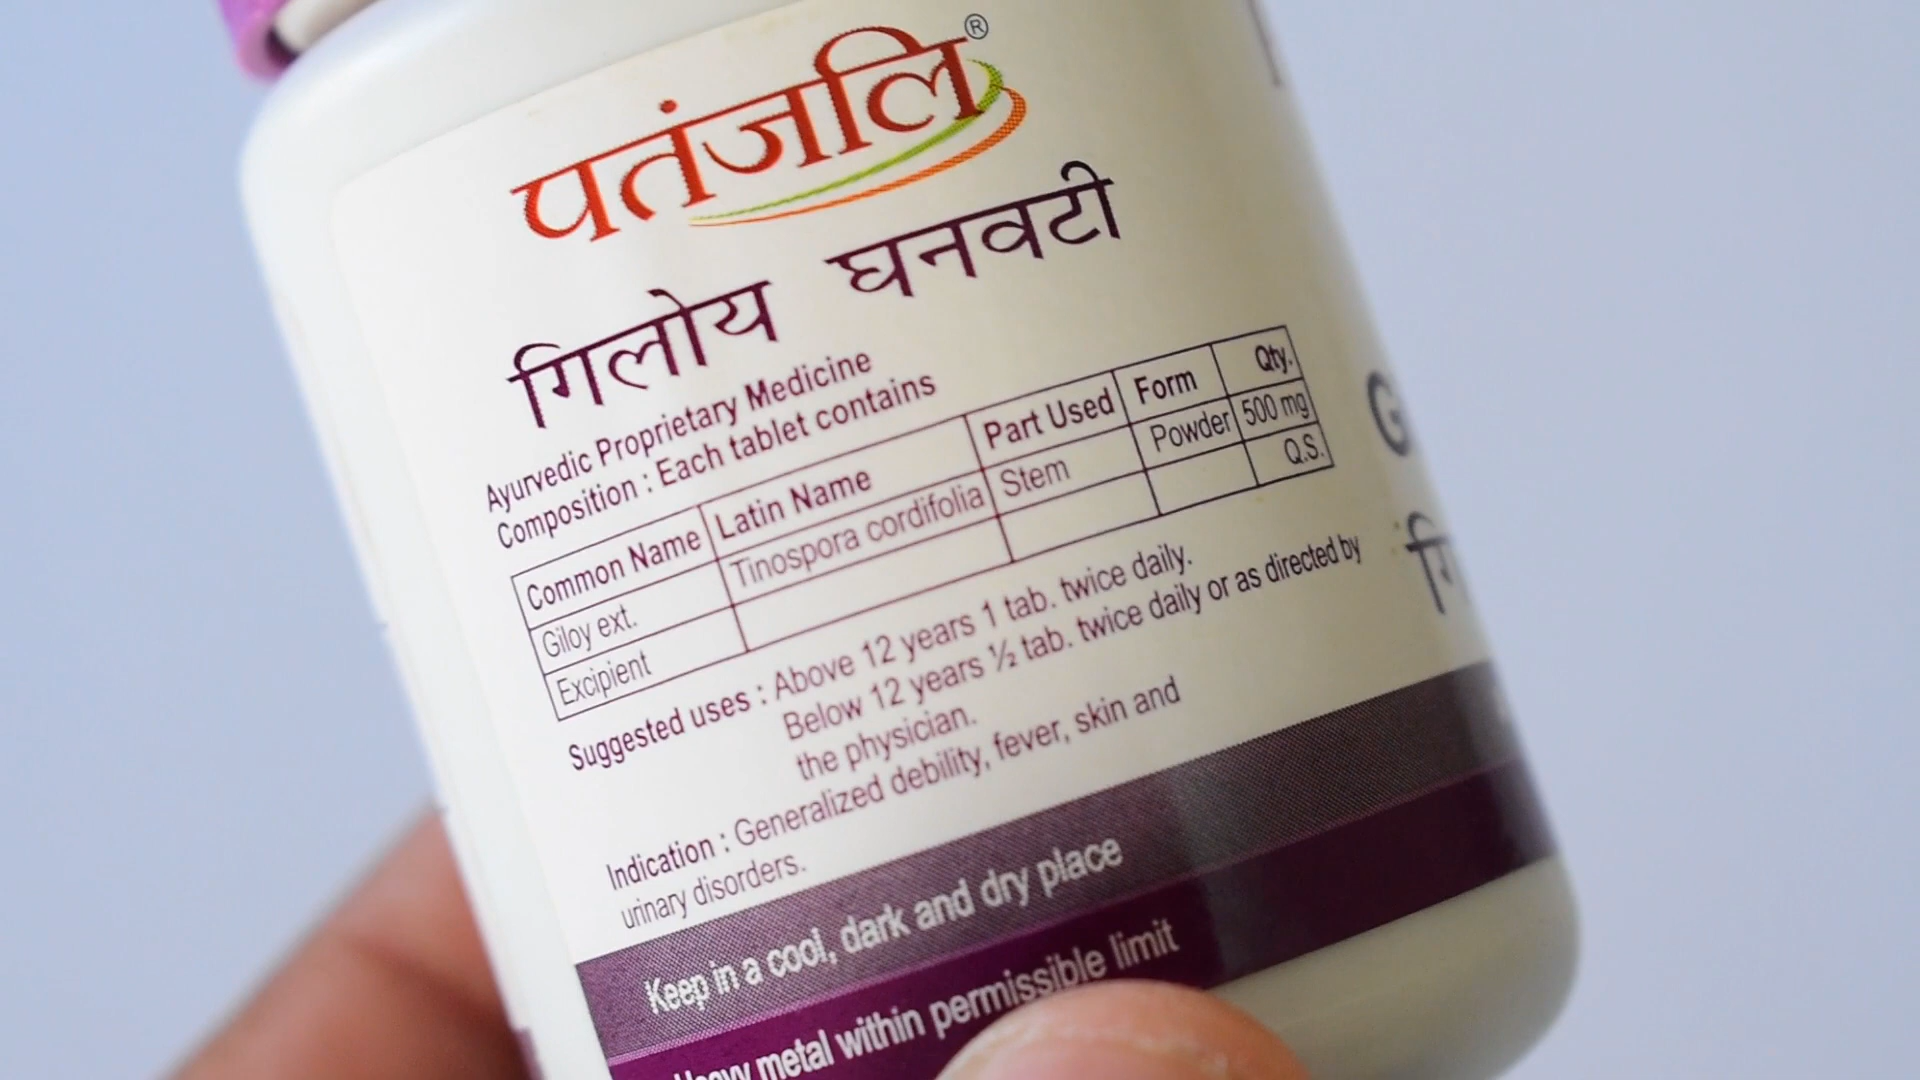 पतंजलि®
गिलोय घनवटी
Ayurvedic Proprietary Medicine
Composition : Each tablet contains
Common Name Latin Name Part Used Form Qty.
Giloy ext. Tinospora cordifolia Stem Powder 500 mg
Excipient Q.S.
Suggested uses : Above 12 years 1 tab. twice daily.
Below 12 years ½ tab. twice daily or as directed by
the physician.
Indication : Generalized debility, fever, skin and
urinary disorders.
Keep in a cool, dark and dry place
Heavy metal within permissible limit
G
गि